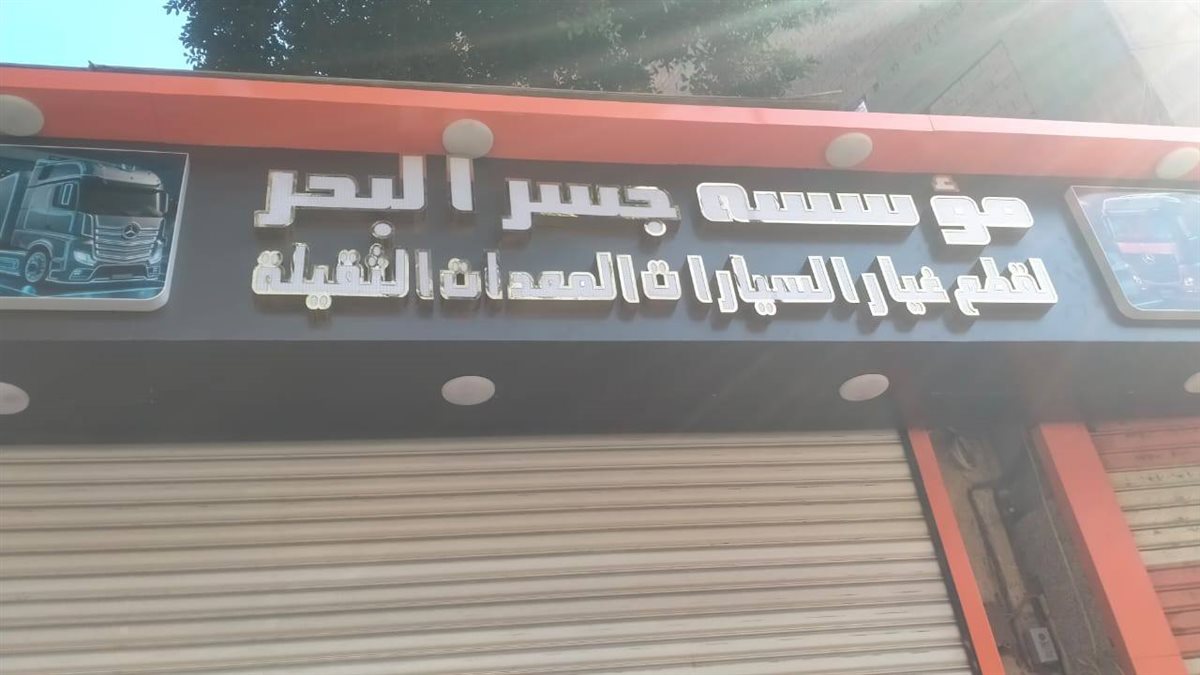 مؤسسه جسر البحر
لقطع غيار السيارات المعدات الثقيلة